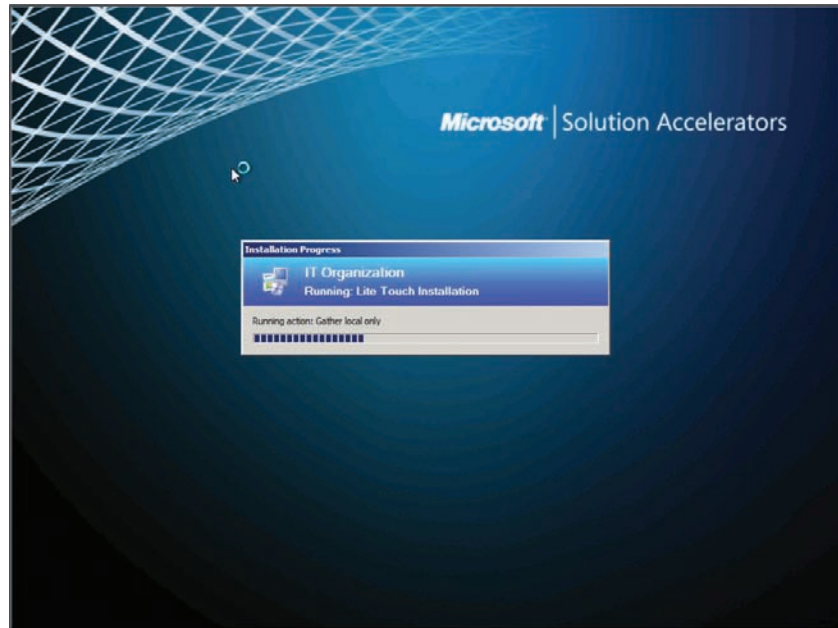 Microsoft | Solution Accelerators
Installation Progress
IT Organization
Running: Lite Touch Installation
Running action: Gather local only